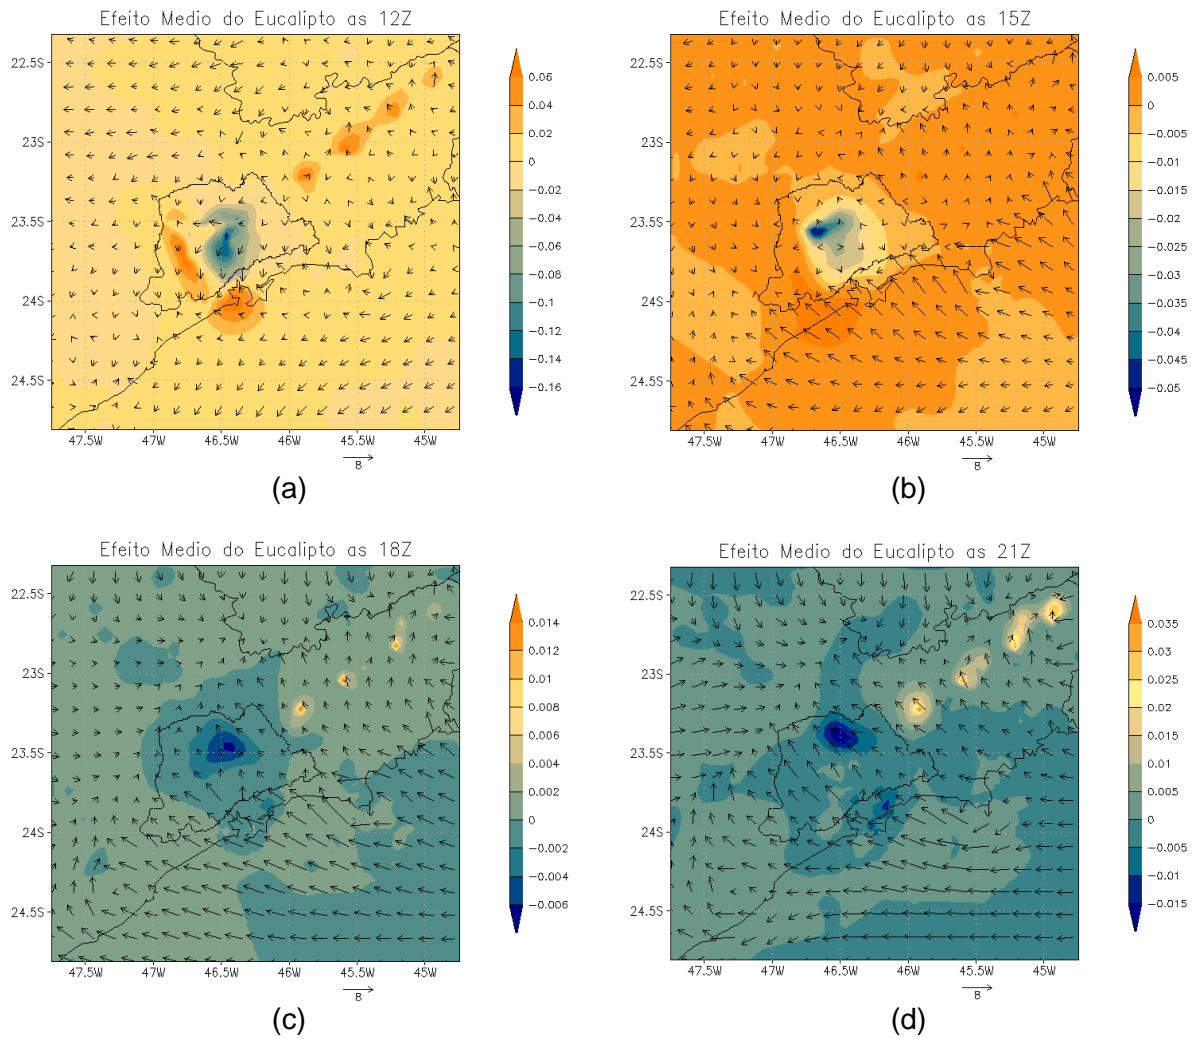 Efeito Medio do Eucalipto as 12Z
22.5S
23S
23.5S
24S
24.5S
47.5W 47W 46.5W 46W 45.5W 45W
0.06
0.04
0.02
0
−0.02
−0.04
−0.06
−0.08
−0.1
−0.12
−0.14
−0.16
8
(a)
Efeito Medio do Eucalipto as 15Z
22.5S
23S
23.5S
24S
24.5S
47.5W 47W 46.5W 46W 45.5W 45W
0.005
0
−0.005
−0.01
−0.015
−0.02
−0.025
−0.03
−0.035
−0.04
−0.045
−0.05
8
(b)
Efeito Medio do Eucalipto as 18Z
22.5S
23S
23.5S
24S
24.5S
47.5W 47W 46.5W 46W 45.5W 45W
0.014
0.012
0.01
0.008
0.006
0.004
0.002
0
−0.002
−0.004
−0.006
8
(c)
Efeito Medio do Eucalipto as 21Z
22.5S
23S
23.5S
24S
24.5S
47.5W 47W 46.5W 46W 45.5W 45W
0.035
0.03
0.025
0.02
0.015
0.01
0.005
0
−0.005
−0.01
−0.015
8
(d)